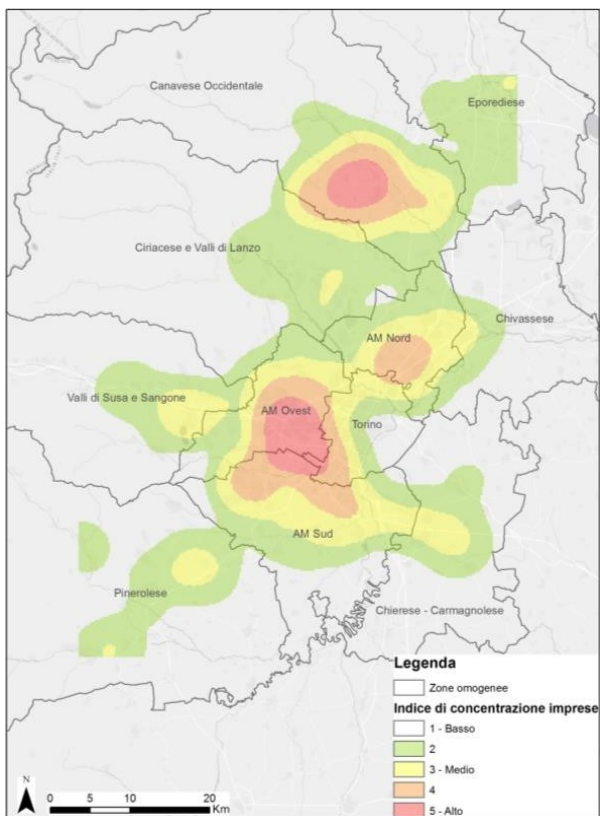 Canavese Occidentale
Eporediese
Ciriacese e Valli di Lanzo
Chivassese
AM Nord
Valli di Susa e Sangone
AM Ovest
Torino
AM Sud
Pinerolese
Chierese - Carmagnolese
Legenda
Zone omogenee
Indice di concentrazione imprese
1 - Basso
2
3 - Medio
4
5 - Alto
N
0 5 10 20
Km